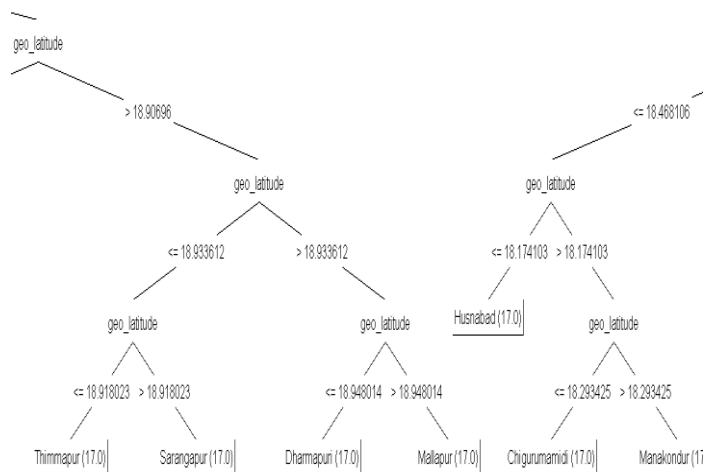 geo_latitude
> 18.90696
<= 18.468106
geo_latitude
geo_latitude
<= 18.933612
> 18.933612
<= 18.174103
> 18.174103
geo_latitude
geo_latitude
Husnabad (17.0)
geo_latitude
<= 18.918023
> 18.918023
<= 18.948014
> 18.948014
<= 18.293425
> 18.293425
Thimmapur (17.0)
Sarangapur (17.0)
Dharmapuri (17.0)
Mallapur (17.0)
Chigurumamidi (17.0)
Manakondur (17